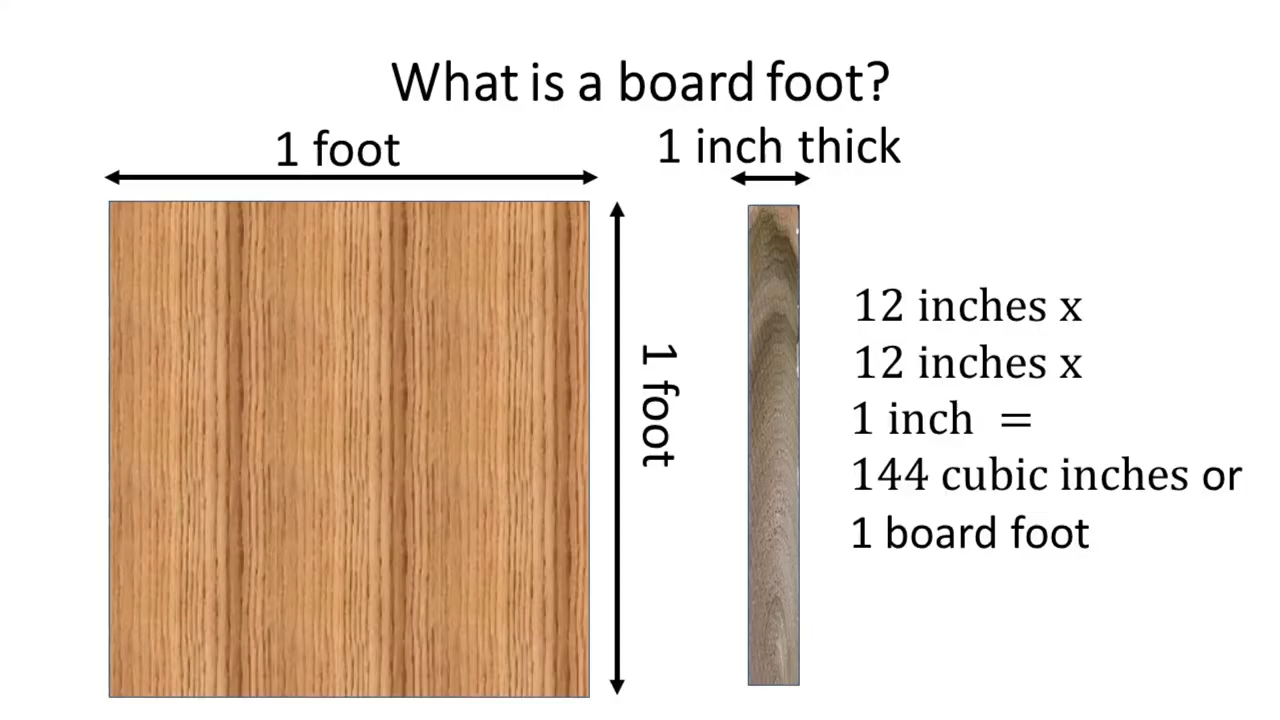 What is a board foot?
1 foot
1 inch thick
1 foot
12 inches x
12 inches x
1 inch =
144 cubic inches or
1 board foot